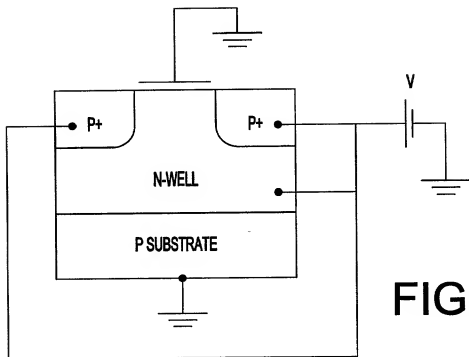 V
P+
P+
N-WELL
P SUBSTRATE
FIG